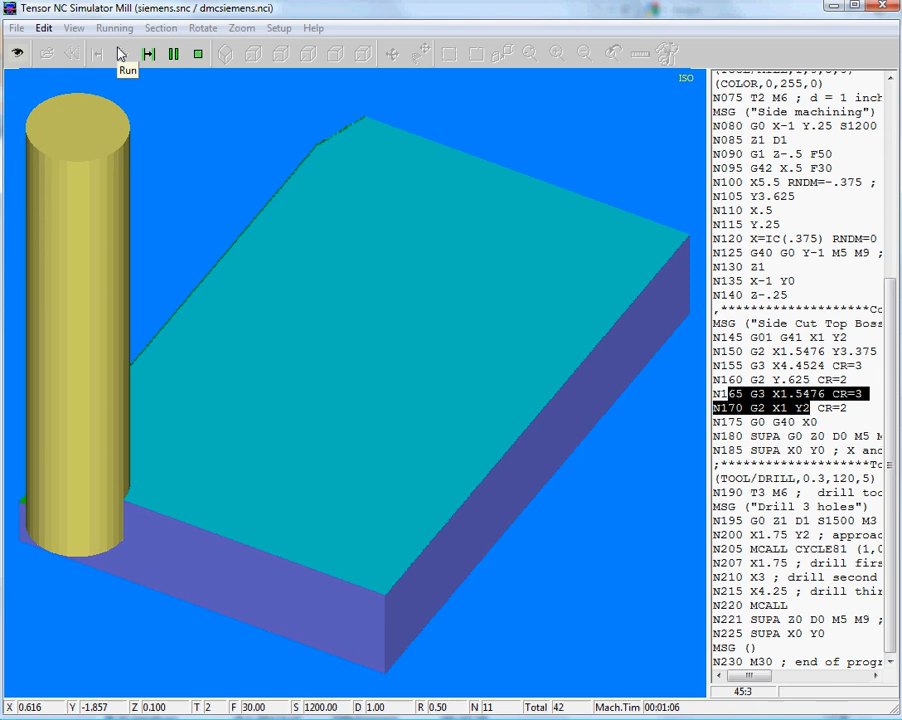 Tensor NC Simulator Mill (siemens.snc / dmcsiemens.nci)
File Edit View Running Section Rotate Zoom Setup Help
Run
ISO
(COLOR,0,255,0)
N075 T2 M6 ; d = 1 inch
MSG ("Side machining")
N080 G0 X-1 Y.25 S1200
N085 Z1 D1
N090 G1 Z-.5 F50
N095 G42 X.5 F30
N100 X5.5 RNDM=-.375 ;
N105 Y3.625
N110 X.5
N115 Y.25
N120 X=IC(.375) RNDM=0
N125 G40 G0 Y-1 M5 M9 ;
N130 Z1
N135 X-1 Y0
N140 Z-.25
;*********************Co
MSG ("Side Cut Top Boss
N145 G01 G41 X1 Y2
N150 G2 X1.5476 Y3.375
N155 G3 X4.4524 CR=3
N160 G2 Y.625 CR=2
N165 G3 X1.5476 CR=3
N170 G2 X1 Y2 CR=2
N175 G0 G40 X0
N180 SUPA G0 Z0 D0 M5 M
N185 SUPA X0 Y0 ; X and
;*********************To
(TOOL/DRILL,0.3,120,5)
N190 T3 M6 ; drill too
MSG ("Drill 3 holes")
N195 G0 Z1 D1 S1500 M3
N200 X1.75 Y2 ; approac
N205 MCALL CYCLE81 (1,0
N207 X1.75 ; drill firs
N210 X3 ; drill second
N215 X4.25 ; drill thir
N220 MCALL
N221 SUPA Z0 D0 M5 M9 ;
N225 SUPA X0 Y0
MSG ()
N230 M30 ; end of progr
45:3
X 0.616 Y -1.857 Z 0.100 T 2 F 30.00 S 1200.00 D 1.00 R 0.50 N 11 Total 42 Mach.Tim 00:01:06